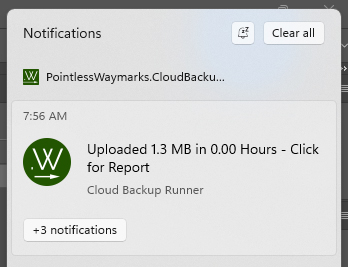 Notifications
Clear all
PointlessWaymarks.CloudBacku...
7:56 AM
W
Uploaded 1.3 MB in 0.00 Hours - Click
for Report
Cloud Backup Runner
+3 notifications